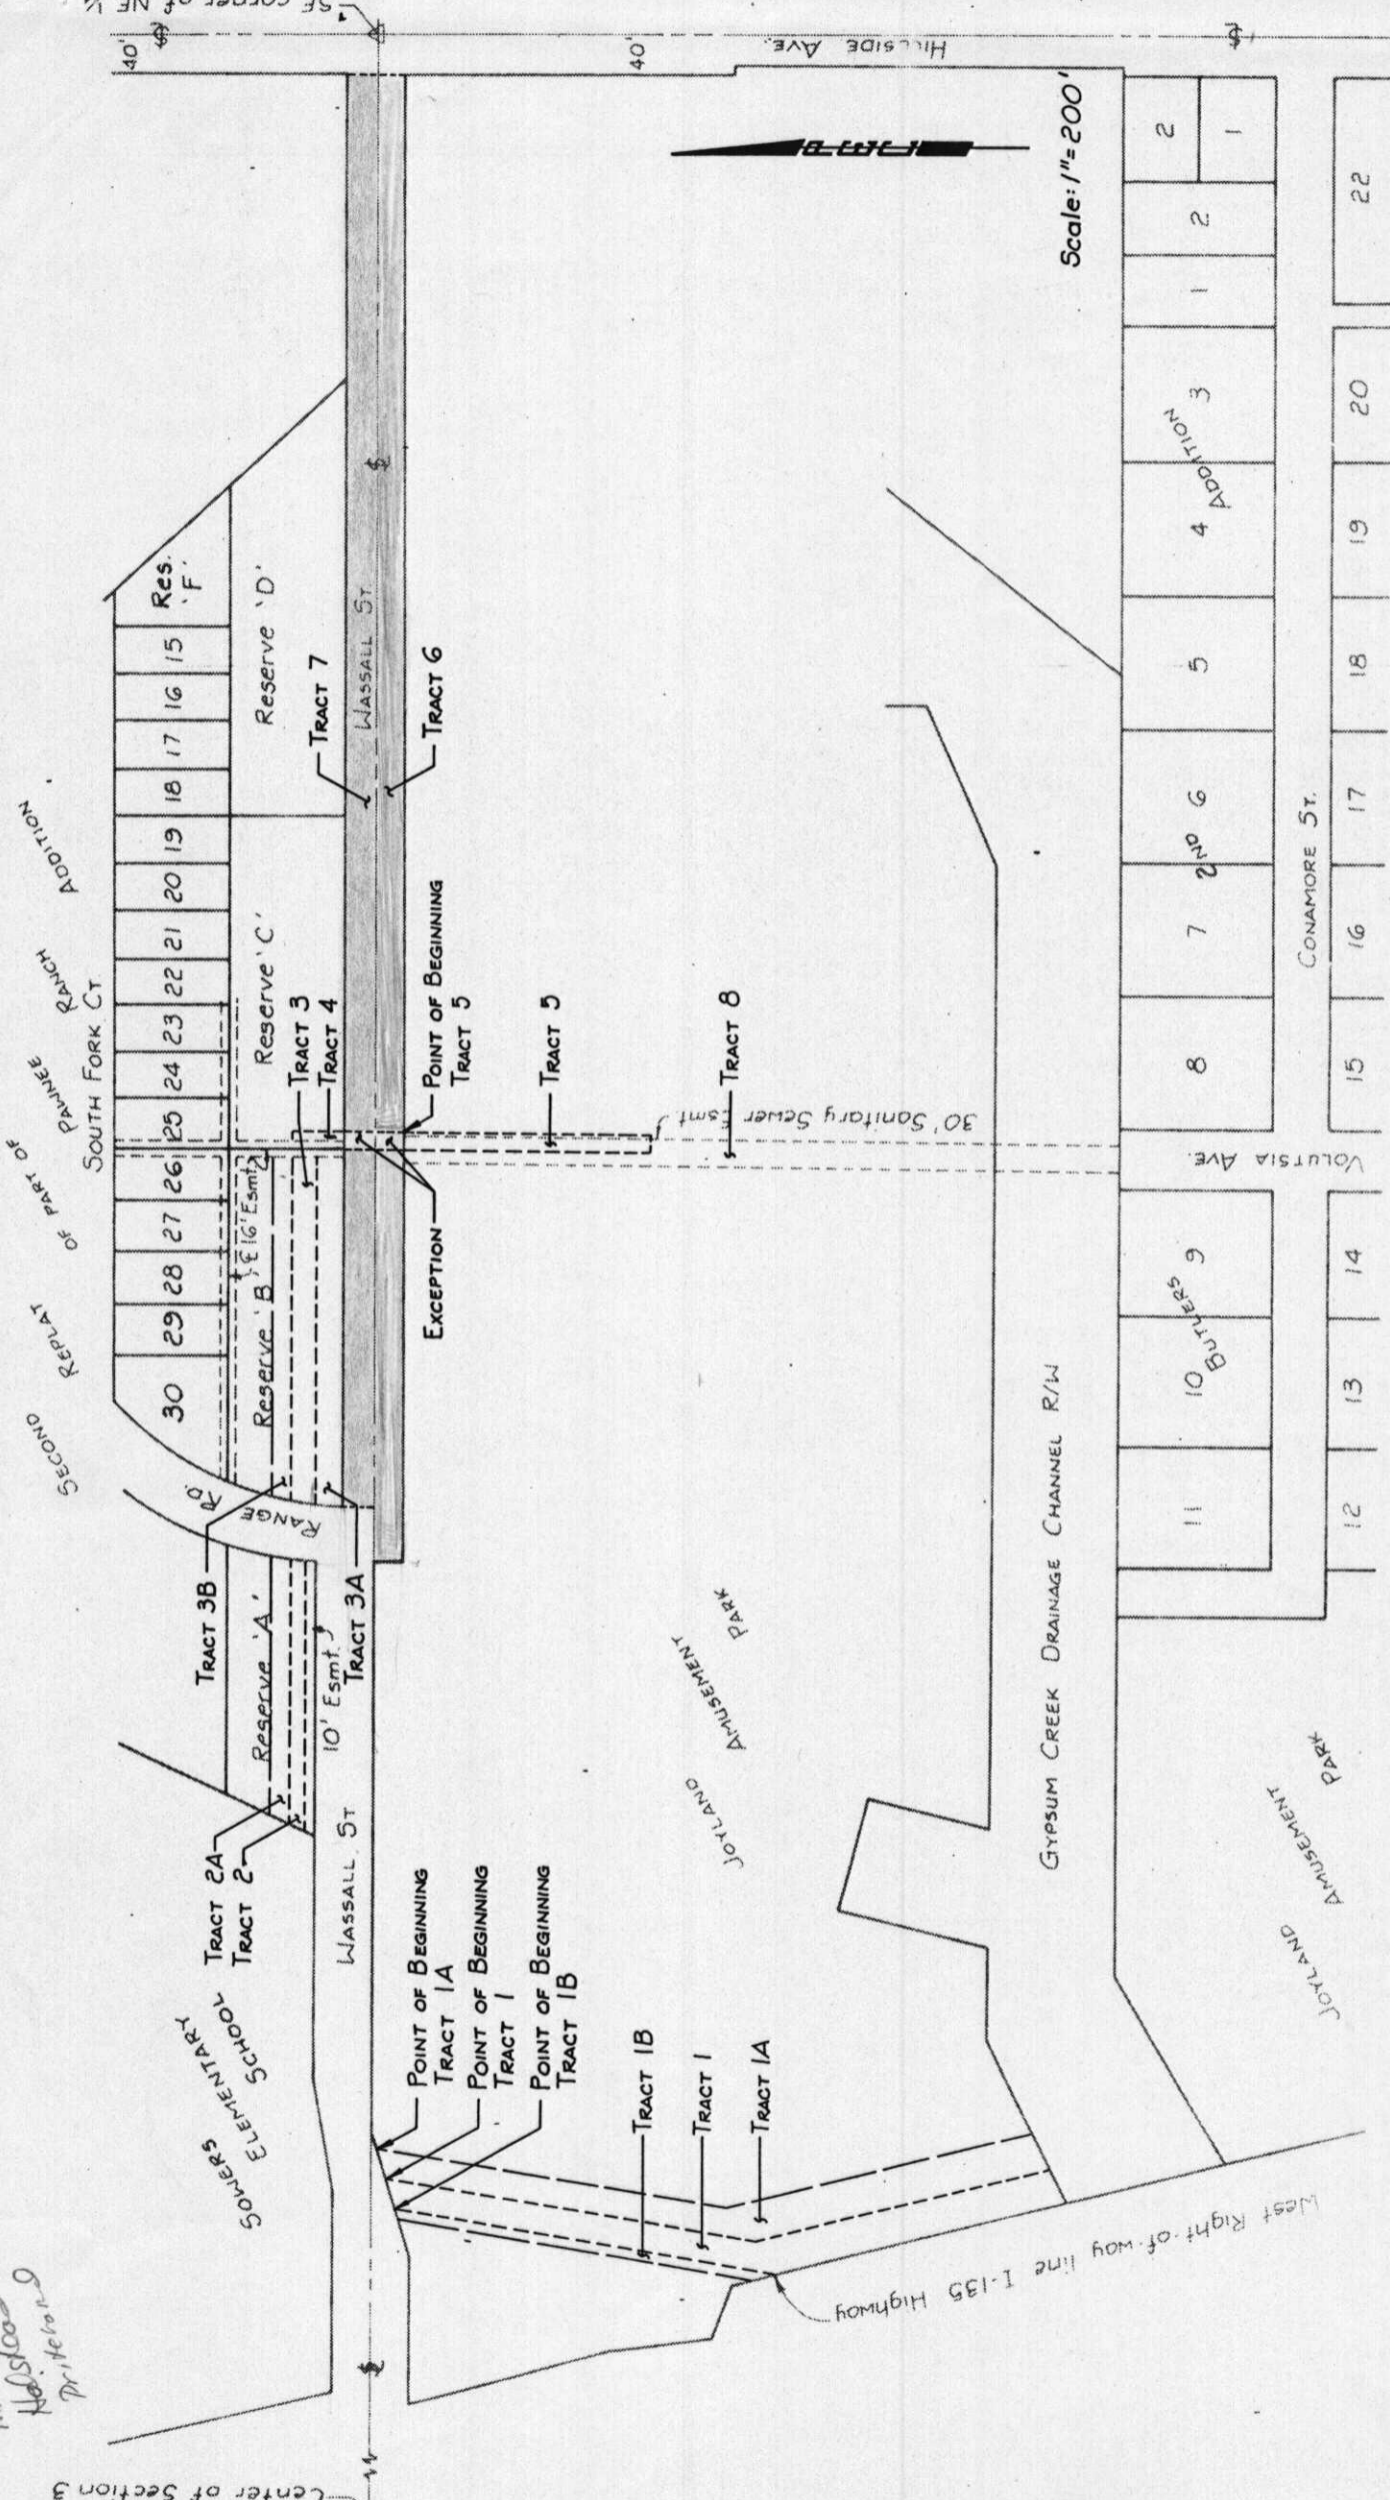 SE corner of NE ¼
40'
HILLSIDE AVE.
40'
Scale: 1"=200'
SECOND REPLAT OF PART OF PAWNEE RANCH ADDITION
SOUTH FORK CT.
Res. 'F'
15
16
17
18
19
20
21
22
23
24
25
26
27
28
29
30
Reserve 'D'
Reserve 'C'
Reserve 'B'
₵ 16' Esmt.
Reserve 'A'
10' Esmt.
RANGE RD.
WASSALL ST.
WASSALL ST
TRACT 7
TRACT 6
TRACT 3
TRACT 4
POINT OF BEGINNING
TRACT 5
TRACT 5
TRACT 8
30' Sanitary Sewer Esmt.
EXCEPTION
TRACT 3B
TRACT 3A
TRACT 2A
TRACT 2
SOWERS
ELEMENTARY
SCHOOL
POINT OF BEGINNING
TRACT 1A
POINT OF BEGINNING
TRACT 1
POINT OF BEGINNING
TRACT 1B
TRACT 1B
TRACT 1
TRACT 1A
West Right-of-way line I-135 Highway
Center of Section 3
JOYLAND AMUSEMENT PARK
GYPSUM CREEK DRAINAGE CHANNEL R/W
JOYLAND AMUSEMENT PARK
BUTLERS 2ND ADDITION
2
1
2
1
3
4
5
6
7
8
9
10
11
CONAMORE ST.
VOLUTSIA AVE.
22
20
19
18
17
16
15
14
13
12